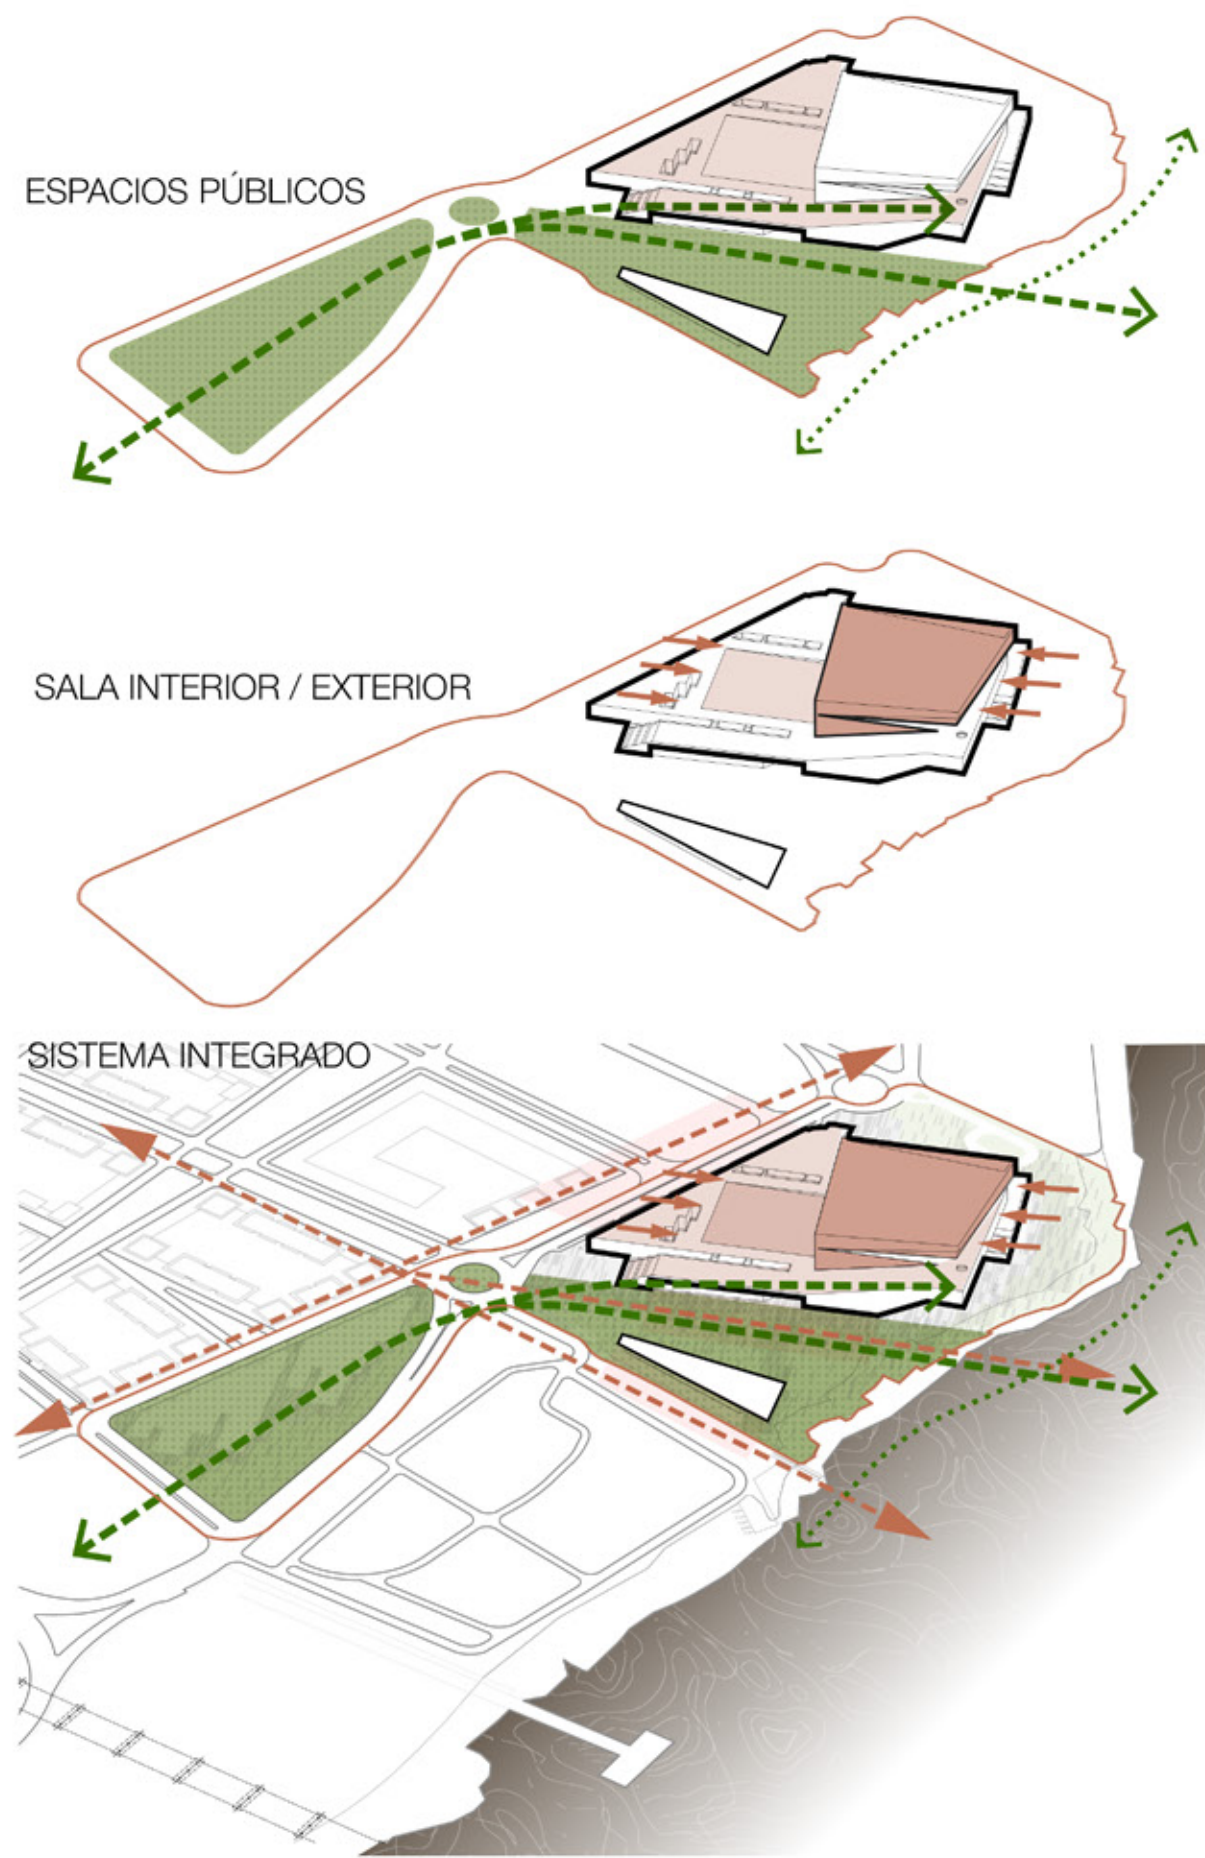 ESPACIOS PÚBLICOS
SALA INTERIOR / EXTERIOR
SISTEMA INTEGRADO